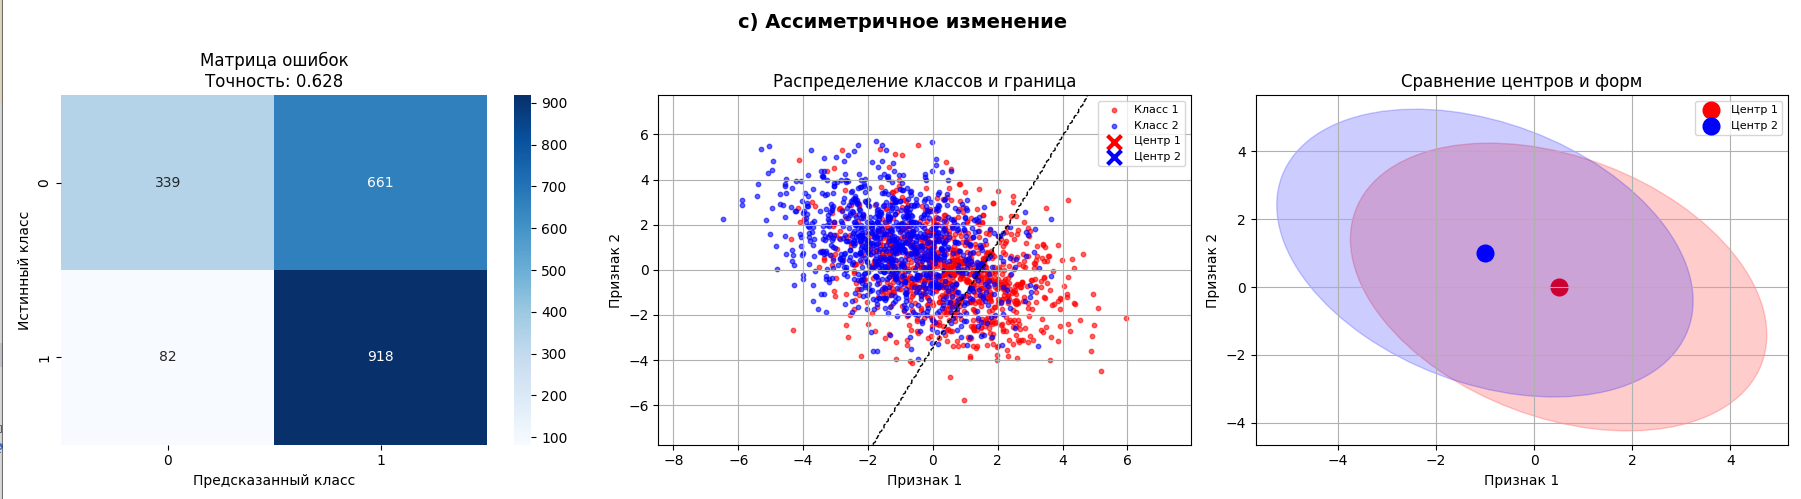 с) Ассиметричное изменение
Матрица ошибок
Точность: 0.628
Истинный класс
0
1
339
661
82
918
0
1
Предсказанный класс
900
800
700
600
500
400
300
200
100
Распределение классов и граница
Признак 2
6
4
2
0
−2
−4
−6
Класс 1
Класс 2
Центр 1
Центр 2
−8
−6
−4
−2
0
2
4
6
Признак 1
Сравнение центров и форм
Признак 2
4
2
0
−2
−4
Центр 1
Центр 2
−4
−2
0
2
4
Признак 1